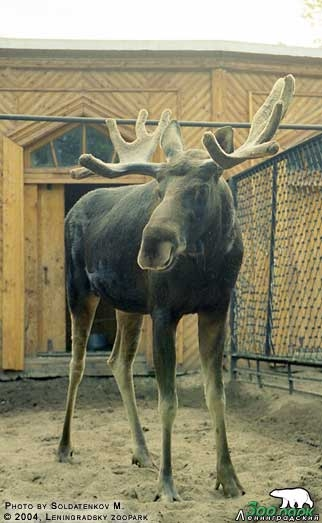 Photo by Soldatenkov M.
© 2004, Leningradsky zoopark
Зоопарк
Ленинградский